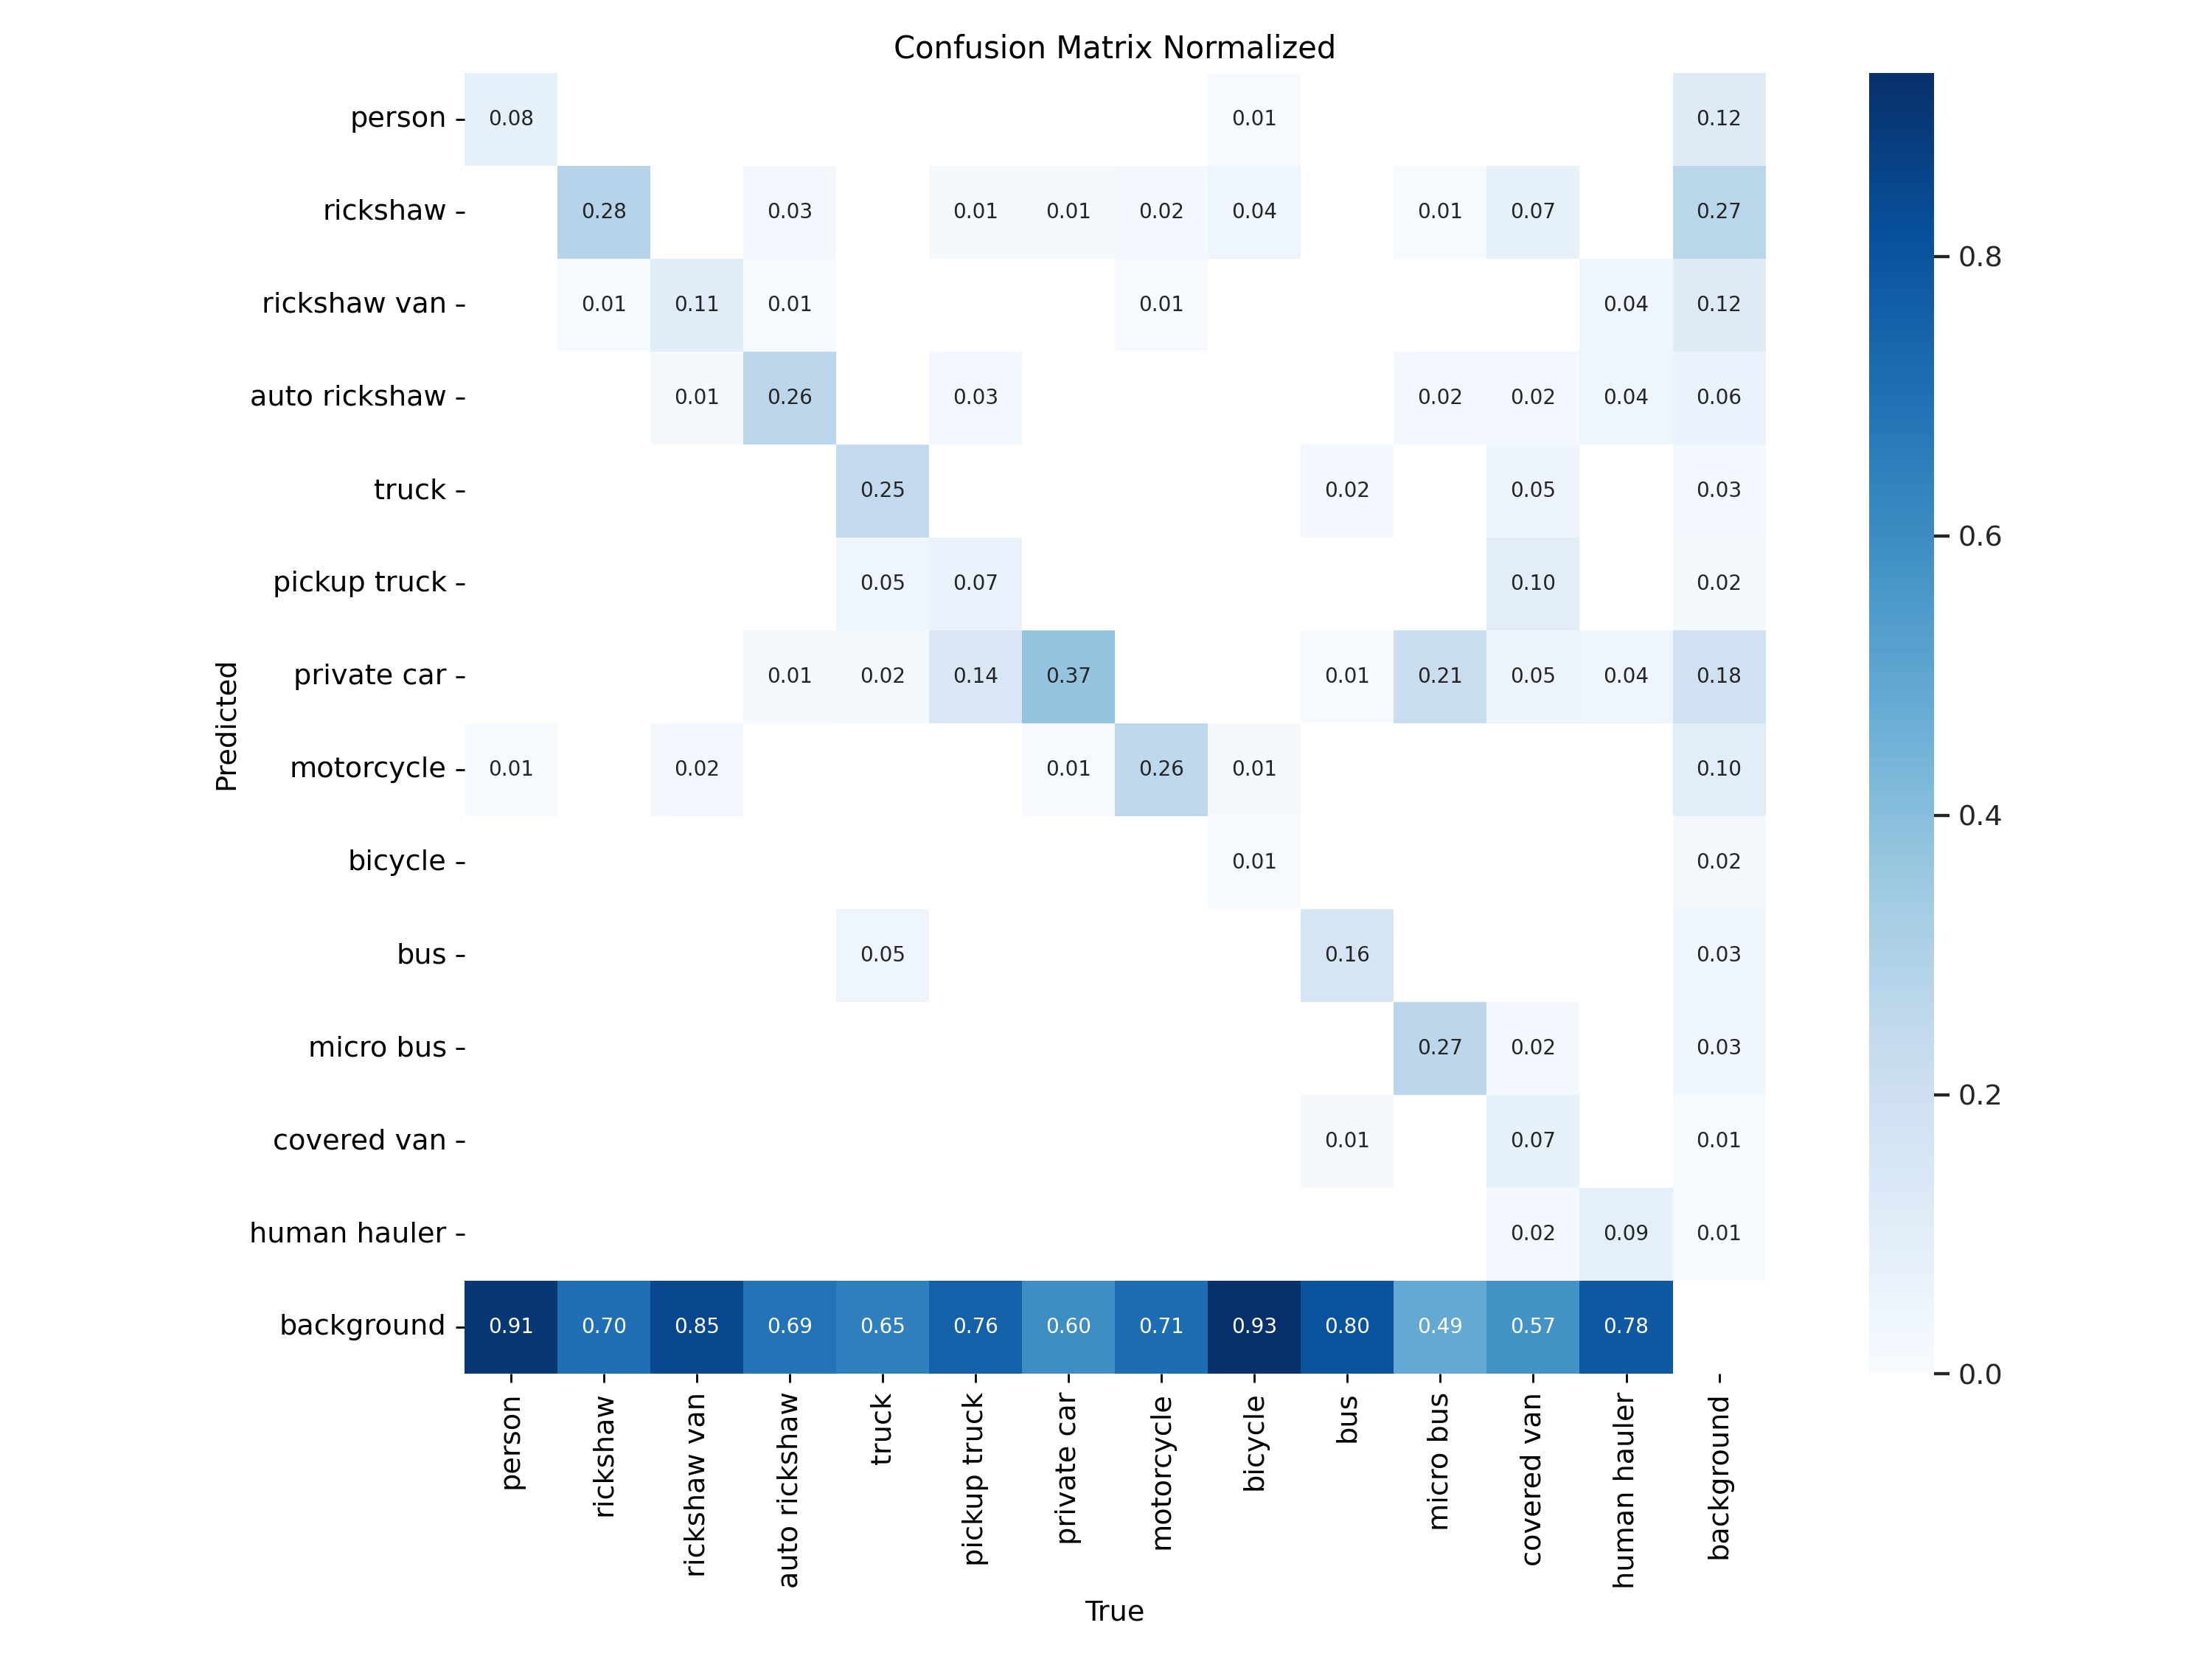 Confusion Matrix Normalized
person 0.08 0.01 0.12
rickshaw 0.28 0.03 0.01 0.01 0.02 0.04 0.01 0.07 0.27
rickshaw van 0.01 0.11 0.01 0.01 0.04 0.12
auto rickshaw 0.01 0.26 0.03 0.02 0.02 0.04 0.06
truck 0.25 0.02 0.05 0.03
pickup truck 0.05 0.07 0.10 0.02
private car 0.01 0.02 0.14 0.37 0.01 0.21 0.05 0.04 0.18
motorcycle 0.01 0.02 0.01 0.26 0.01 0.10
bicycle 0.01 0.02
bus 0.05 0.16 0.03
micro bus 0.27 0.02 0.03
covered van 0.01 0.07 0.01
human hauler 0.02 0.09 0.01
background 0.91 0.70 0.85 0.69 0.65 0.76 0.60 0.71 0.93 0.80 0.49 0.57 0.78
Predicted
person
rickshaw
rickshaw van
auto rickshaw
truck
pickup truck
private car
motorcycle
bicycle
bus
micro bus
covered van
human hauler
background
True
0.8
0.6
0.4
0.2
0.0